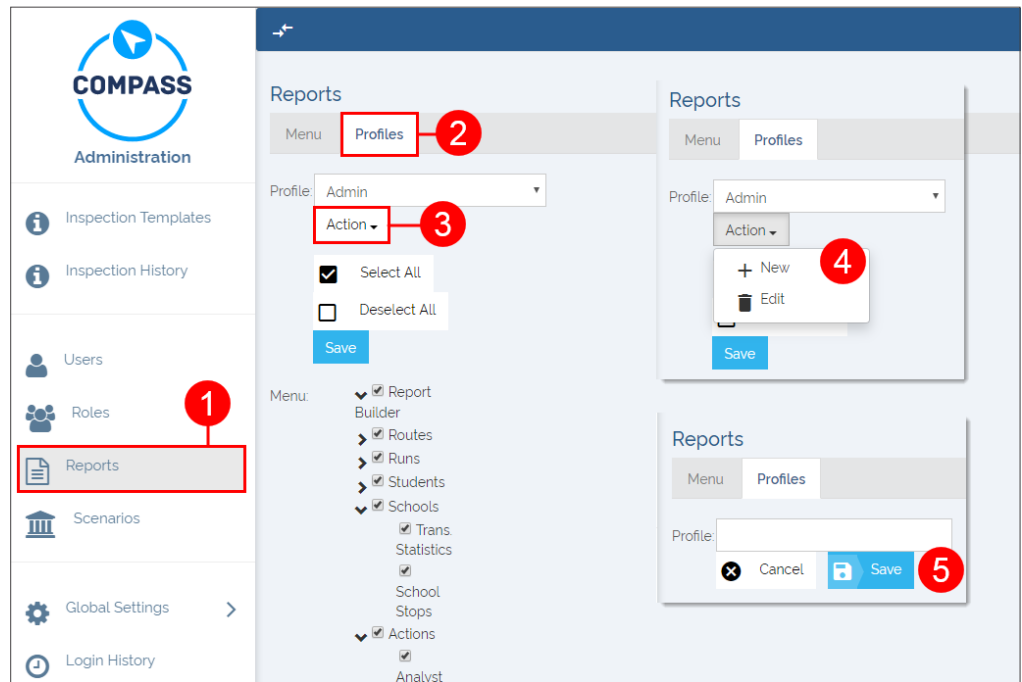 COMPASS
Administration
Inspection Templates
Inspection History
Users
Roles
1
Reports
Scenarios
Global Settings
Login History
Reports
Menu Profiles 2
Profile: Admin
Action 3
Select All
Deselect All
Save
Menu: Report
Builder
Routes
Runs
Students
Schools
Trans.
Statistics
School
Stops
Actions
Analyst
Reports
Menu Profiles
Profile: Admin
Action
New 4
Edit
Save
Reports
Menu Profiles
Profile:
Cancel Save 5